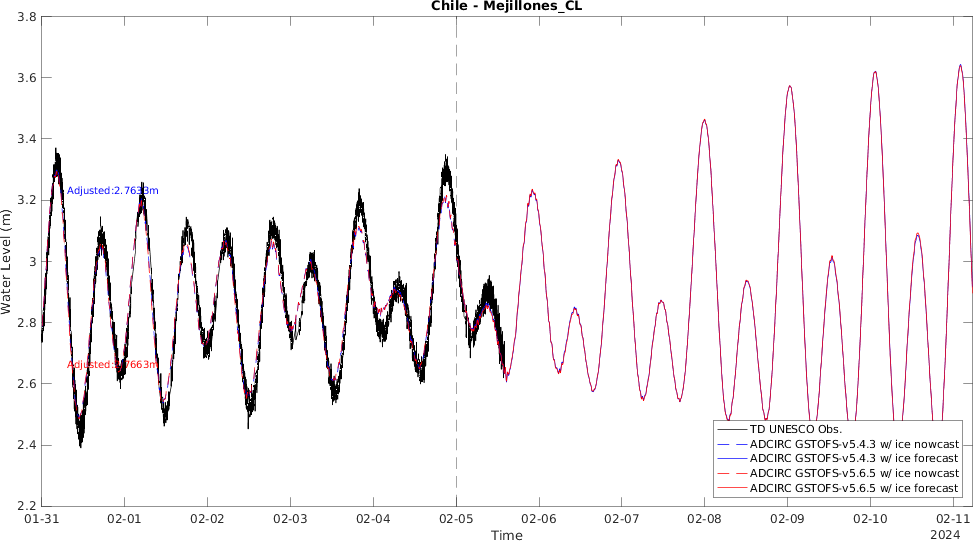 Chile - Mejillones_CL
3.8
3.6
3.4
3.2
3
2.8
2.6
2.4
2.2
Water Level (m)
Adjusted:2.7633m
01-31
02-01
02-02
02-03
02-04
02-05
02-06
02-07
02-08
02-09
02-10
02-11
2024
Time
TD UNESCO Obs.
ADCIRC GSTOFS-v5.4.3 w/ ice nowcast
ADCIRC GSTOFS-v5.4.3 w/ ice forecast
ADCIRC GSTOFS-v5.6.5 w/ ice nowcast
ADCIRC GSTOFS-v5.6.5 w/ ice forecast